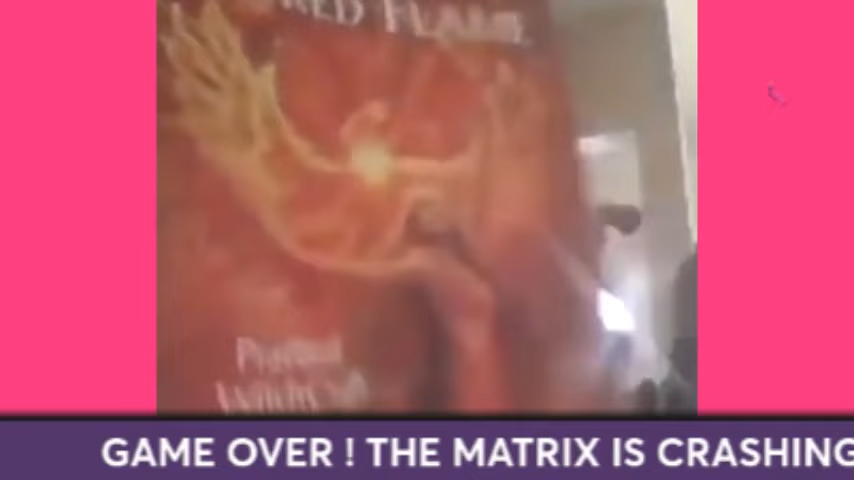 RED FLAME
GAME OVER ! THE MATRIX IS CRASHING